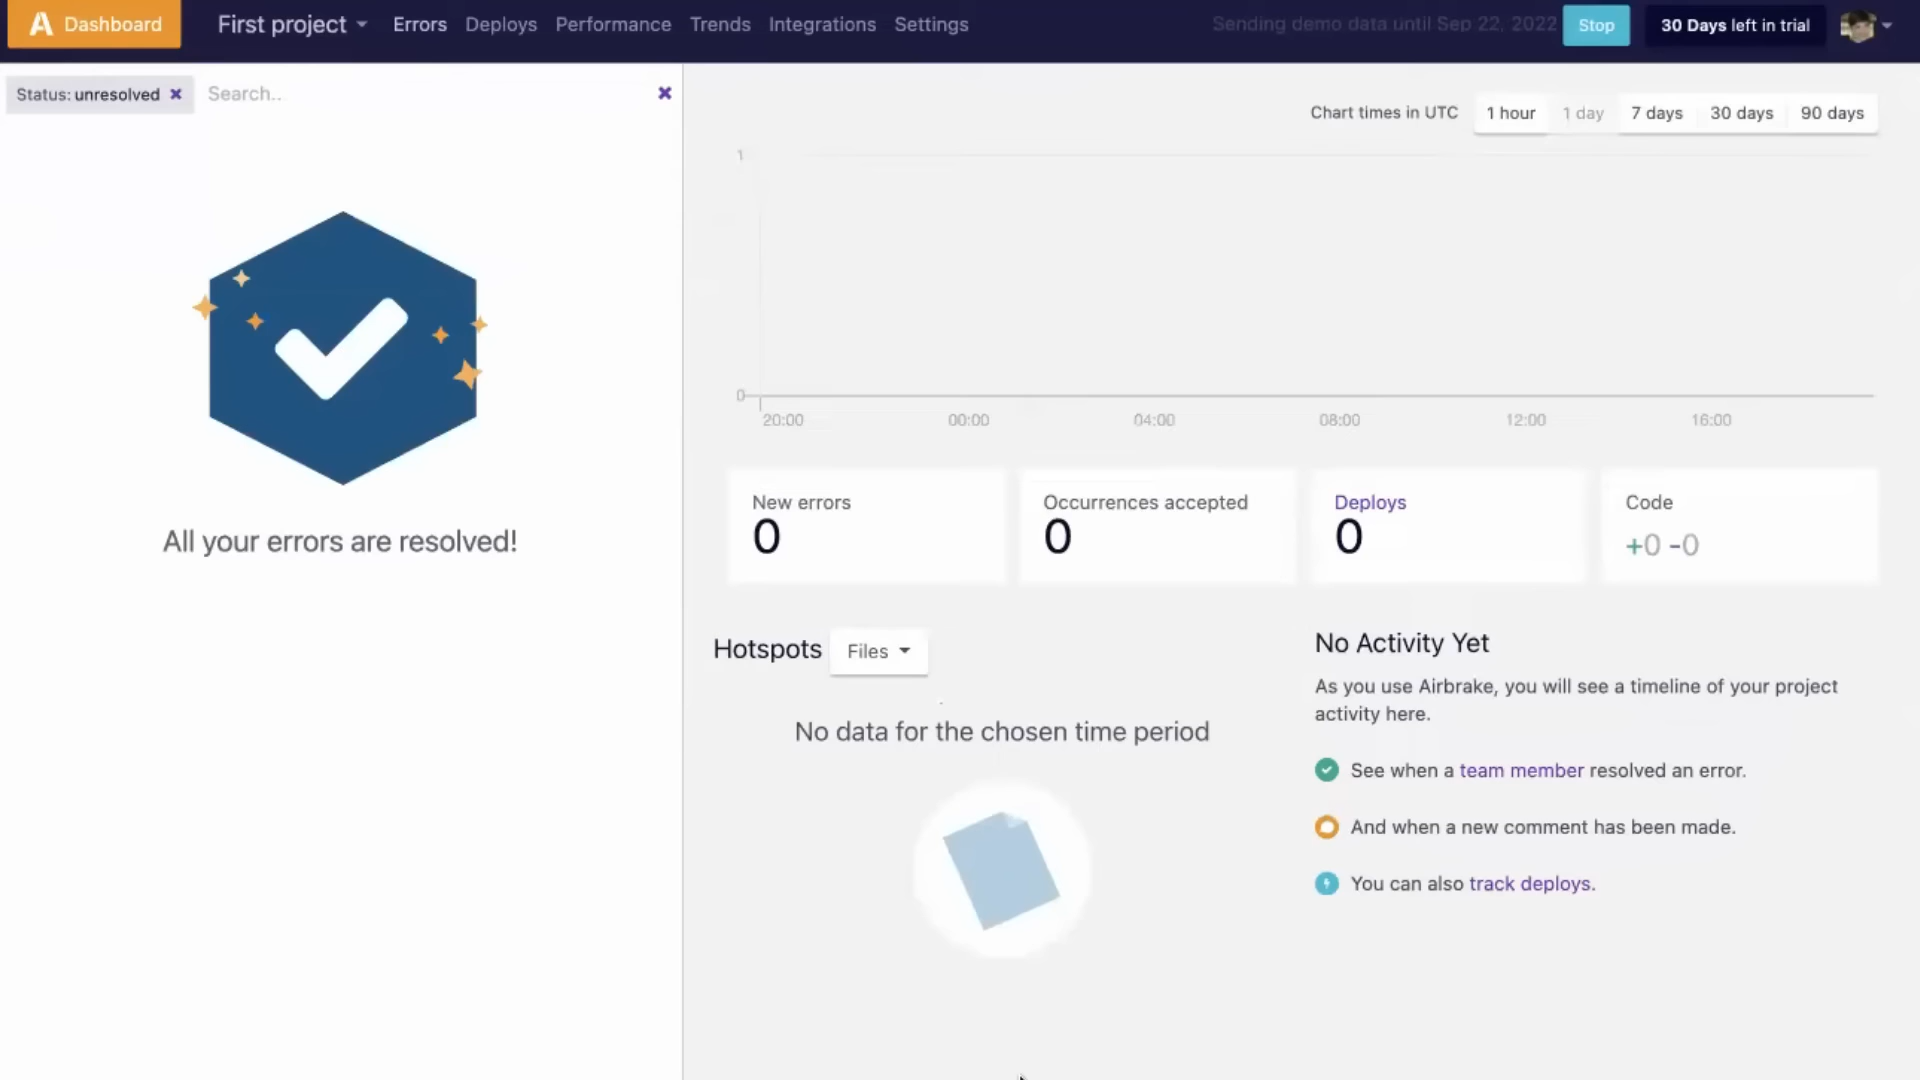 Dashboard
First project
Errors
Deploys
Performance
Trends
Integrations
Settings
Sending demo data until Sep 22, 2022
Stop
30 Days left in trial
Status: unresolved
Search..
Chart times in UTC
1 hour
1 day
7 days
30 days
90 days
1
0
20:00
00:00
04:00
08:00
12:00
16:00
All your errors are resolved!
New errors
0
Occurrences accepted
0
Deploys
0
Code
+0 -0
Hotspots
Files
No data for the chosen time period
No Activity Yet
As you use Airbrake, you will see a timeline of your project
activity here.
See when a team member resolved an error.
And when a new comment has been made.
You can also track deploys.